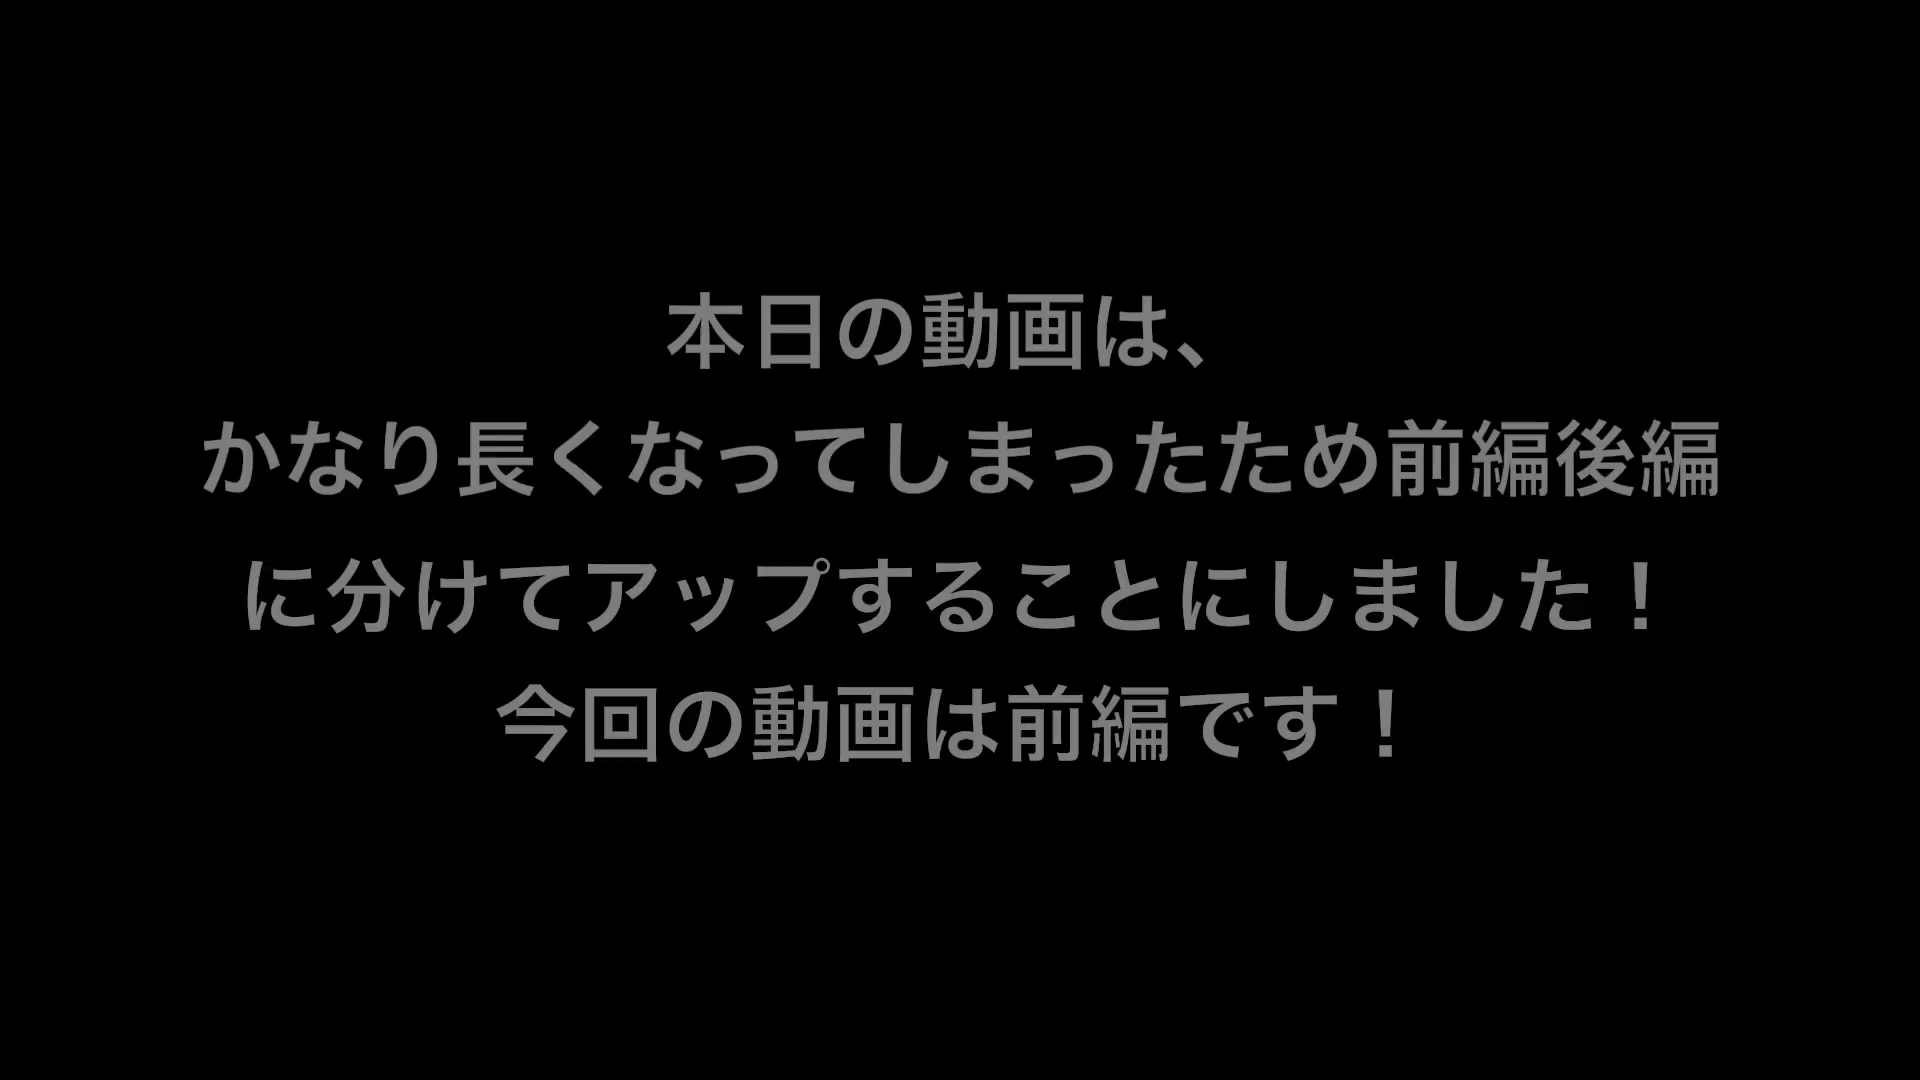 本日の動画は、
かなり長くなってしまったため前編後編
に分けてアップすることにしました！
今回の動画は前編です！